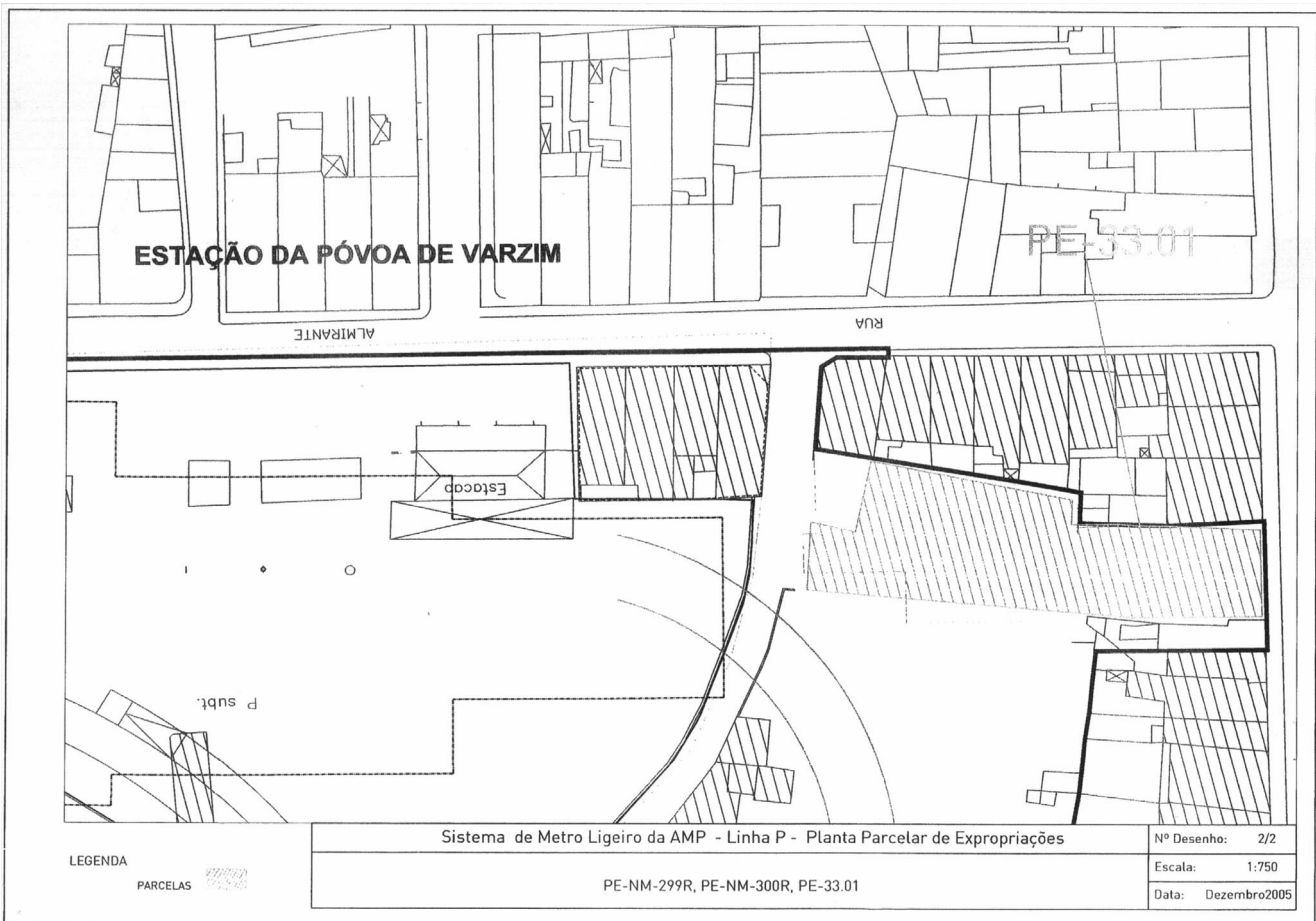 ESTAÇÃO DA PÓVOA DE VARZIM
PE-33.01
ALMIRANTE
RUA
Estacao
P subt.
LEGENDA
PARCELAS
Sistema de Metro Ligeiro da AMP - Linha P - Planta Parcelar de Expropriações
PE-NM-299R, PE-NM-300R, PE-33.01
Nº Desenho: 2/2
Escala: 1:750
Data: Dezembro2005